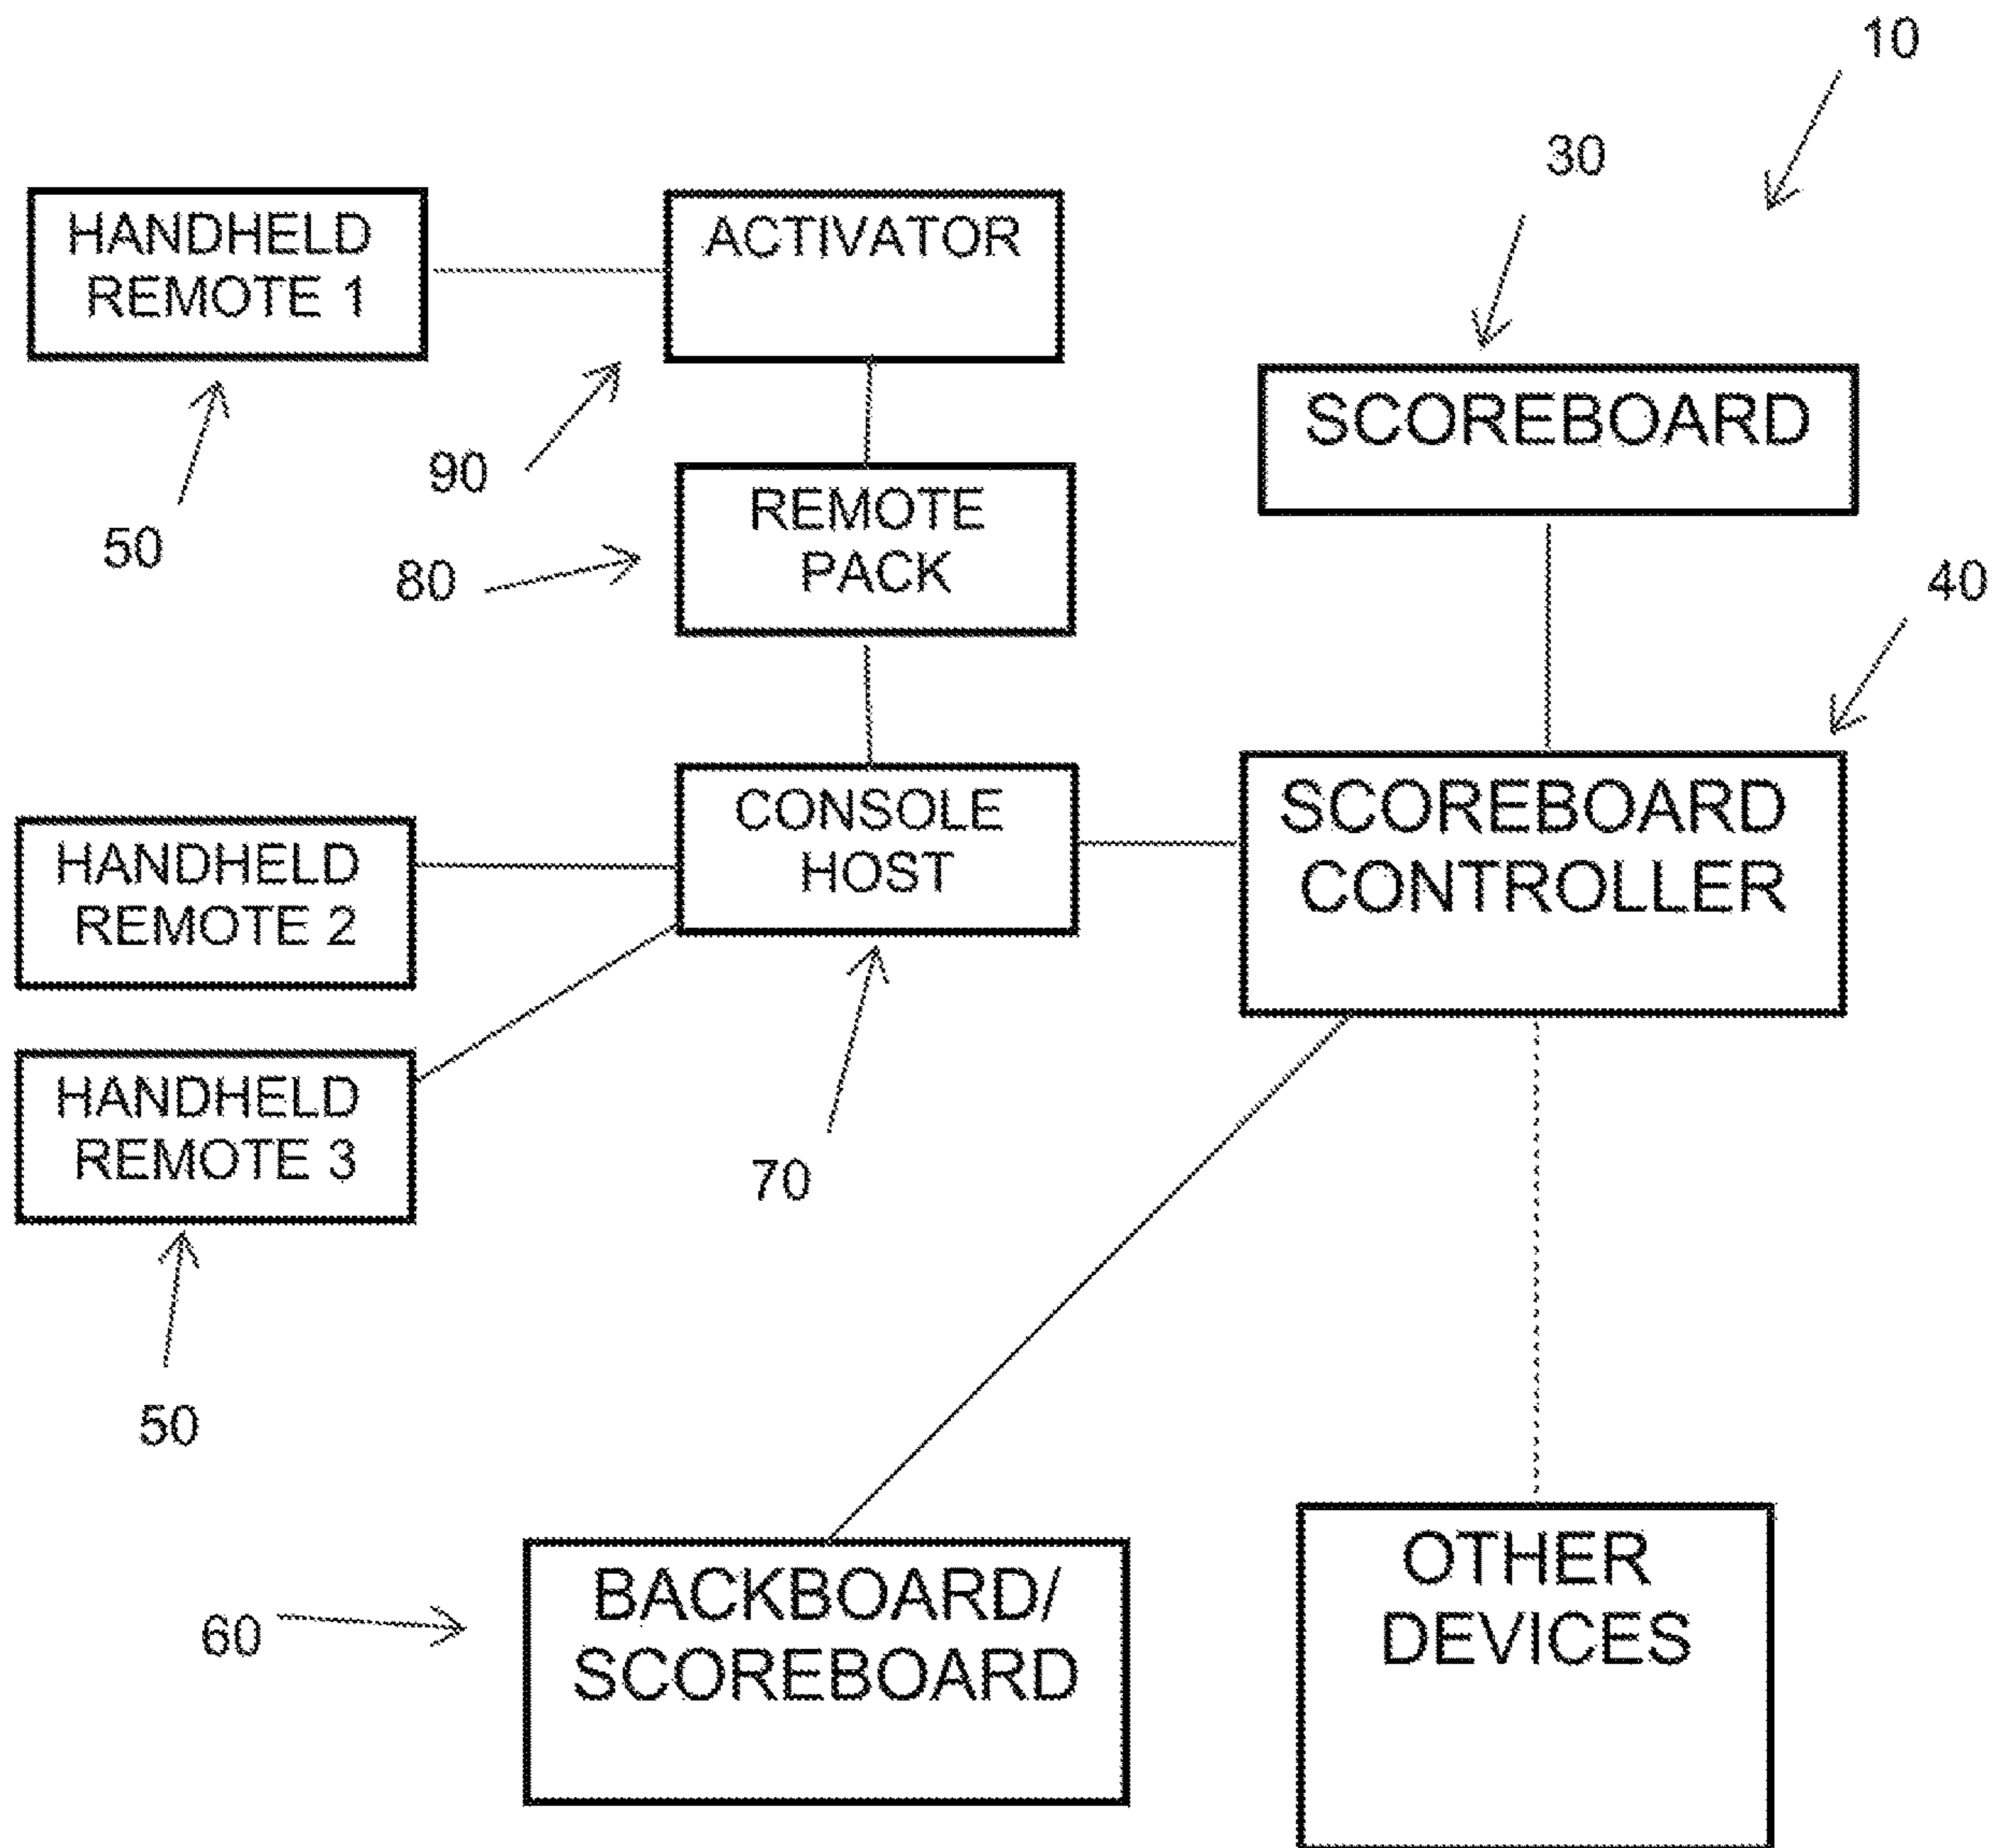 10
30
HANDHELD
REMOTE 1
ACTIVATOR
SCOREBOARD
90
50
REMOTE
PACK
80
40
CONSOLE
HOST
SCOREBOARD
CONTROLLER
HANDHELD
REMOTE 2
HANDHELD
REMOTE 3
70
50
BACKBOARD/
SCOREBOARD
60
OTHER
DEVICES